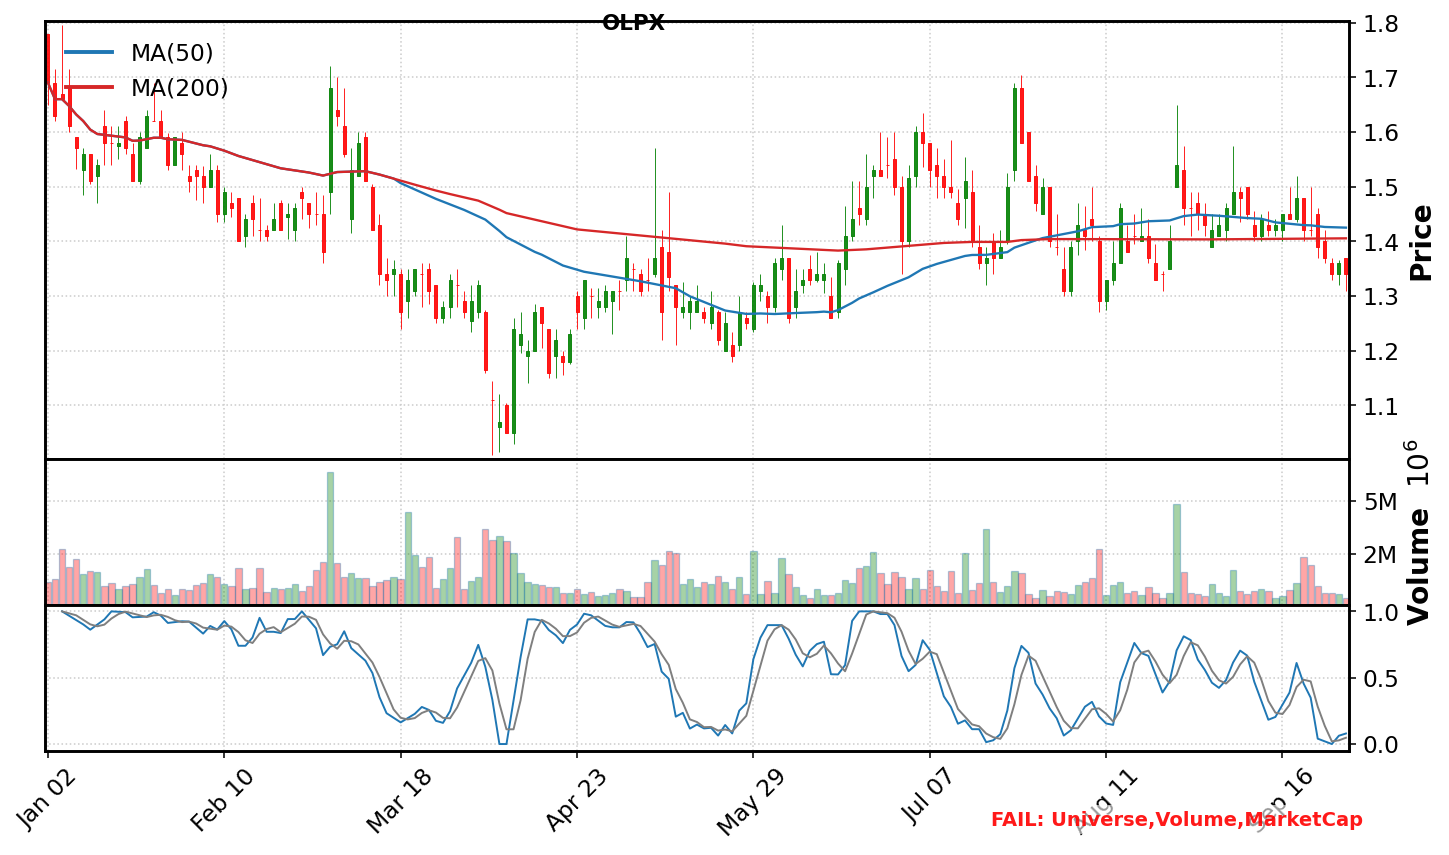 OLPX
MA(50)
MA(200)
1.8
1.7
1.6
1.5
1.4
1.3
1.2
1.1
Price
10^6
5M
2M
Volume
1.0
0.5
0.0
Jan 02
Feb 10
Mar 18
Apr 23
May 29
Jul 07
Aug 11
Sep 16
FAIL: Universe,Volume,MarketCap